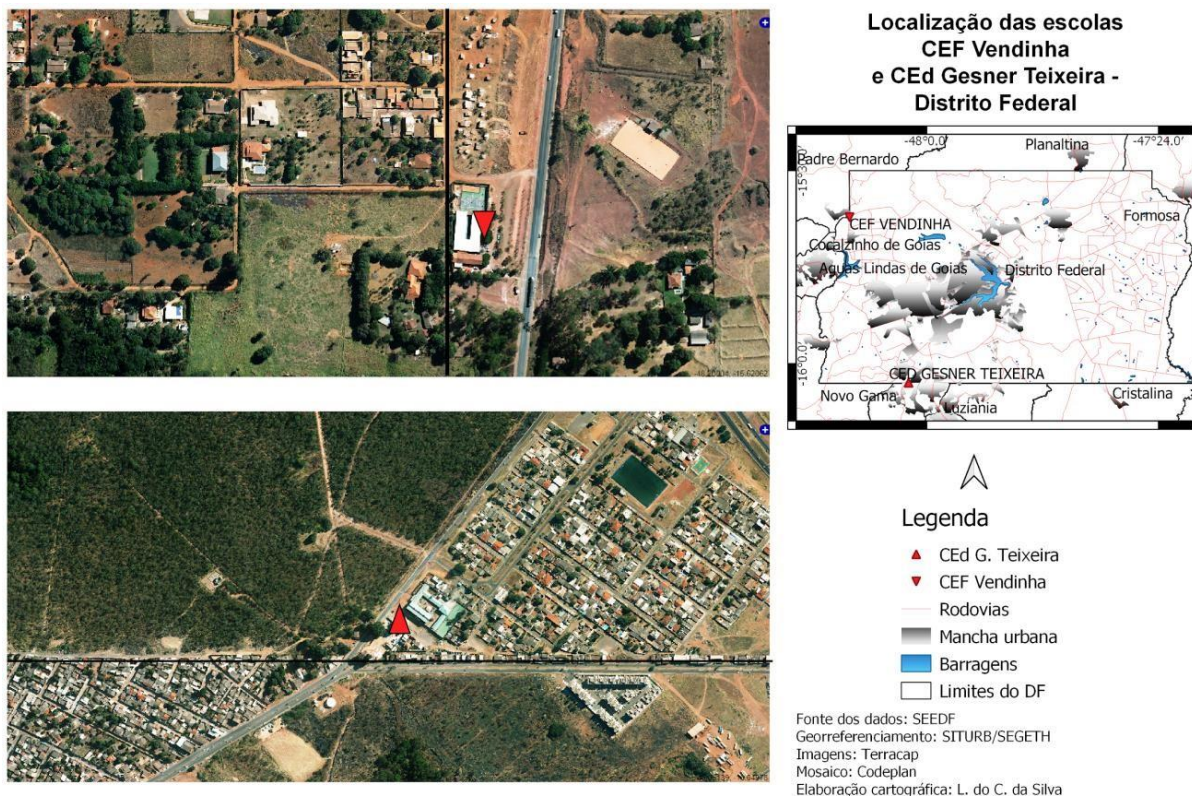 Localização das escolas
CEF Vendinha
e CEd Gesner Teixeira -
Distrito Federal
-48°0.0'
-47°24.0'
-15°30.0'
-16°0.0'
Padre Bernardo
Planaltina
CEF VENDINHA
Formosa
Cocalzinho de Goias
Aguas Lindas de Goias
Distrito Federal
CED GESNER TEIXEIRA
Novo Gama
Luziania
Cristalina
Legenda
CEd G. Teixeira
CEF Vendinha
Rodovias
Mancha urbana
Barragens
Limites do DF
Fonte dos dados: SEEDF
Georreferenciamento: SITURB/SEGETH
Imagens: Terracap
Mosaico: Codeplan
Elaboração cartográfica: L. do C. da Silva